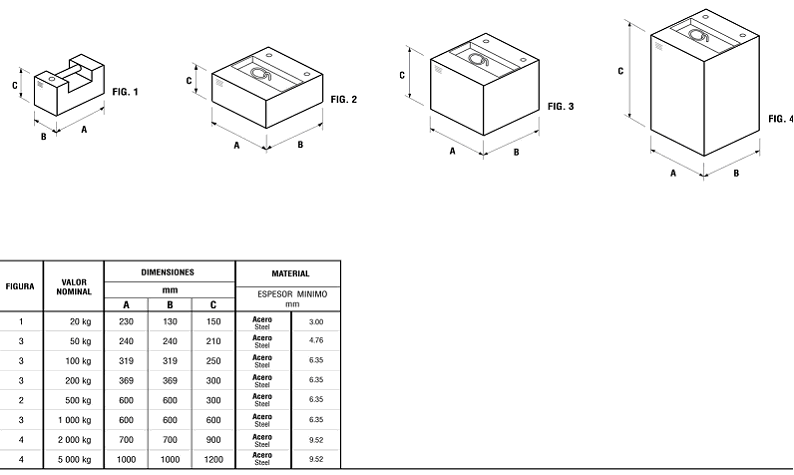 C
B
A
FIG. 1
C
A
B
FIG. 2
C
A
B
FIG. 3
C
A
B
FIG. 4
FIGURA VALOR NOMINAL DIMENSIONES MATERIAL
mm ESPESOR MINIMO mm
A B C
1 20 kg 230 130 150 Acero Steel 3.00
3 50 kg 240 240 210 Acero Steel 4.76
3 100 kg 319 319 250 Acero Steel 6.35
3 200 kg 369 369 300 Acero Steel 6.35
2 500 kg 600 600 300 Acero Steel 6.35
3 1 000 kg 600 600 600 Acero Steel 6.35
4 2 000 kg 700 700 900 Acero Steel 9.52
4 5 000 kg 1000 1000 1200 Acero Steel 9.52